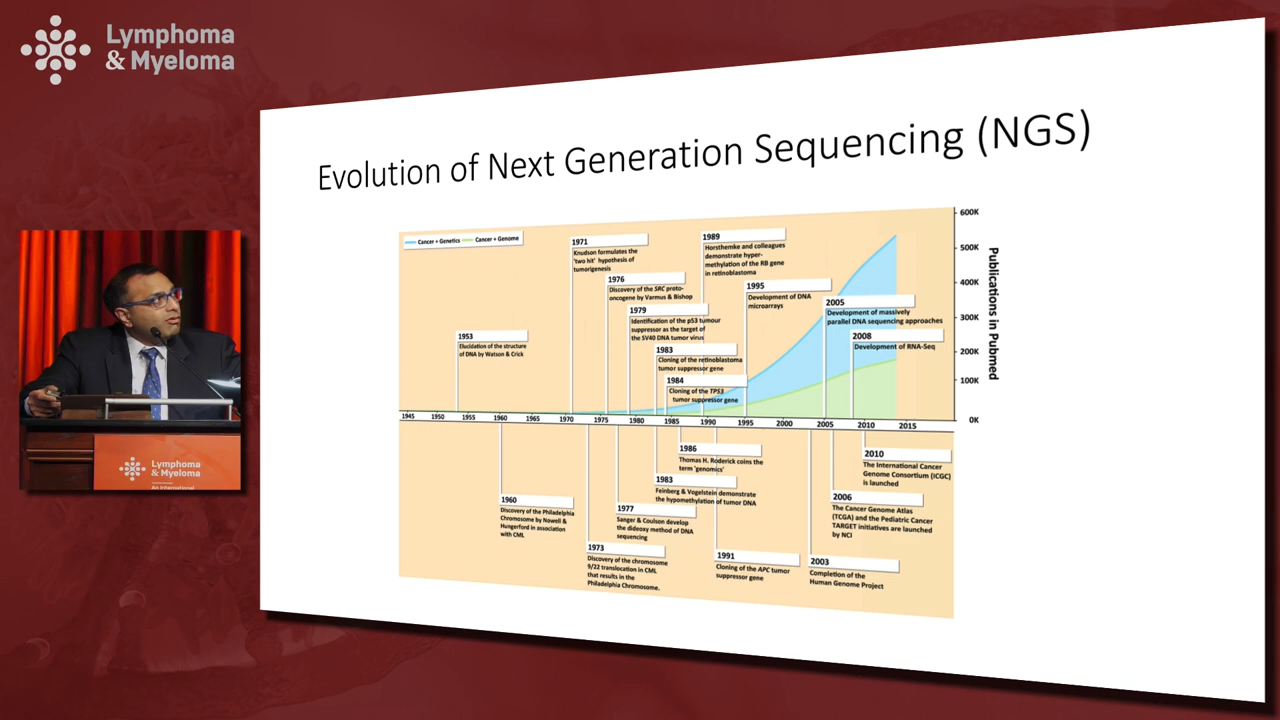 Lymphoma
& Myeloma
Evolution of Next Generation Sequencing (NGS)
Cancer + Genetics
Cancer + Genome
1971
Knudson formulates the
'two hit' hypothesis of
tumorigenesis
1976
Discovery of the SRC proto-
oncogene by Varmus & Bishop
1979
Identification of the p53 tumour
suppressor as the target of
the SV40 DNA tumor virus
1953
Elucidation of the structure
of DNA by Watson & Crick
1983
Cloning of the retinoblastoma
tumor suppressor gene
1984
Cloning of the TP53
tumor suppressor gene
1989
Horsthemke and colleagues
demonstrate hyper-
methylation of the RB gene
in retinoblastoma
1995
Development of DNA
microarrays
2005
Development of massively
parallel DNA sequencing approaches
2008
Development of RNA-Seq
600K
500K
400K
300K
200K
100K
0K
Publications in Pubmed
1945
1950
1955
1960
1965
1970
1975
1980
1985
1990
1995
2000
2005
2010
2015
1960
Discovery of the Philadelphia
Chromosome by Nowell &
Hungerford in association
with CML
1973
Discovery of the chromosome
9/22 translocation in CML
that results in the
Philadelphia Chromosome.
1977
Sanger & Coulson develop
the dideoxy method of DNA
sequencing
1983
Feinberg & Vogelstein demonstrate
the hypomethylation of tumor DNA
1986
Thomas H. Roderick coins the
term 'genomics'
1991
Cloning of the APC tumor
suppressor gene
2003
Completion of the
Human Genome Project
2006
The Cancer Genome Atlas
(TCGA) and the Pediatric Cancer
TARGET initiatives are launched
by NCI
2010
The International Cancer
Genome Consortium (ICGC)
is launched
Lymphoma
& Myeloma
An International